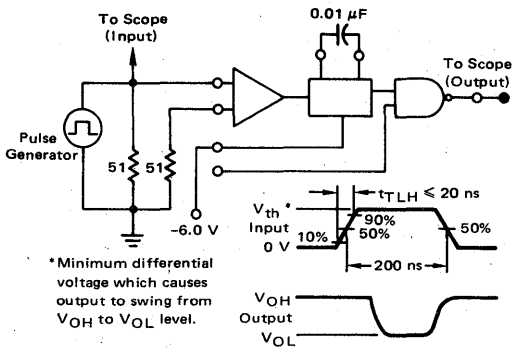 To Scope
(Input)
0.01 µF
To Scope
(Output)
Pulse
Generator
51
51
-6.0 V
tTLH ≤ 20 ns
Vth *
Input
0 V
10%
90%
50%
50%
200 ns
*Minimum differential
voltage which causes
output to swing from
VOH to VOL level.
VOH
Output
VOL